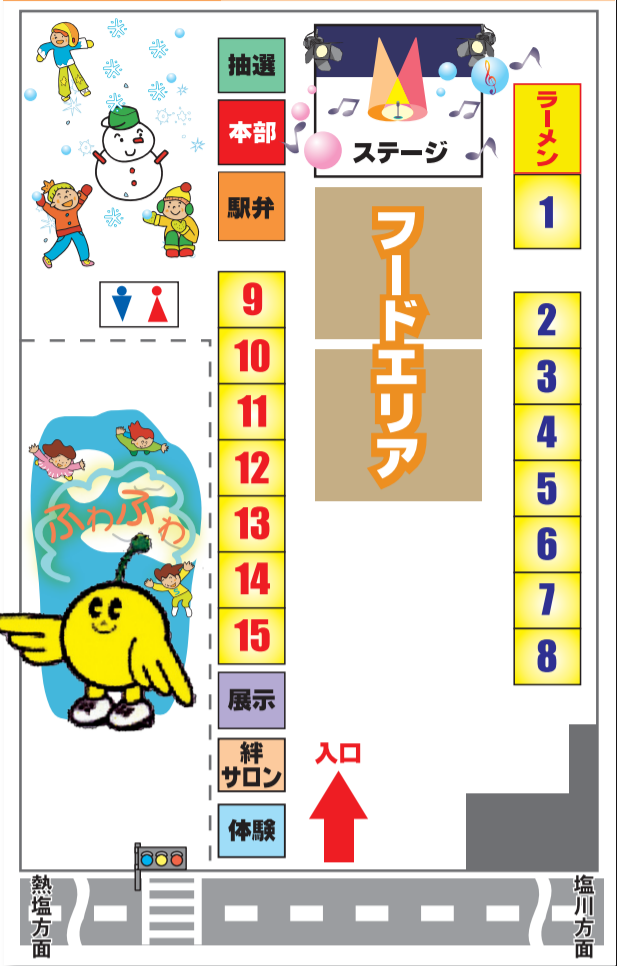 抽選
本部
駅弁
ステージ
ラーメン
1
フードエリア
2
3
4
5
6
7
8
9
10
11
12
13
14
15
ふわふわ
展示
絆
サロン
体験
入口
熱塩方面
塩川方面